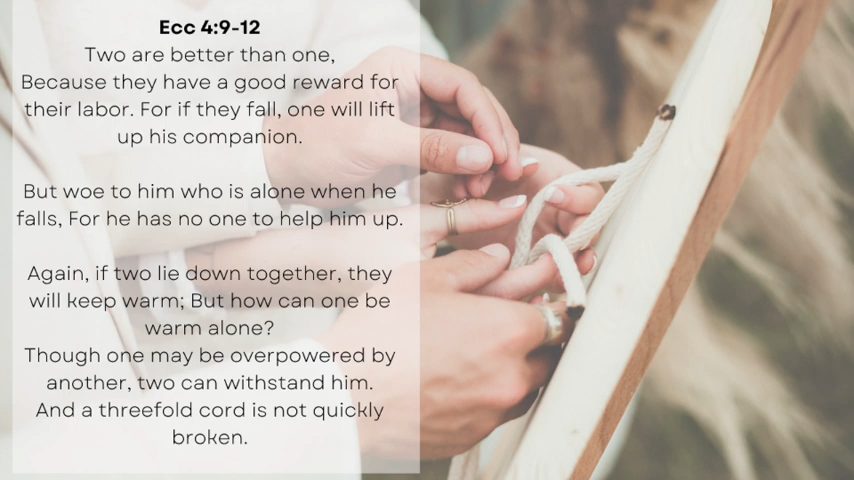 Ecc 4:9-12
Two are better than one,
Because they have a good reward for
their labor. For if they fall, one will lift
up his companion.
But woe to him who is alone when he
falls, For he has no one to help him up.
Again, if two lie down together, they
will keep warm; But how can one be
warm alone?
Though one may be overpowered by
another, two can withstand him.
And a threefold cord is not quickly
broken.